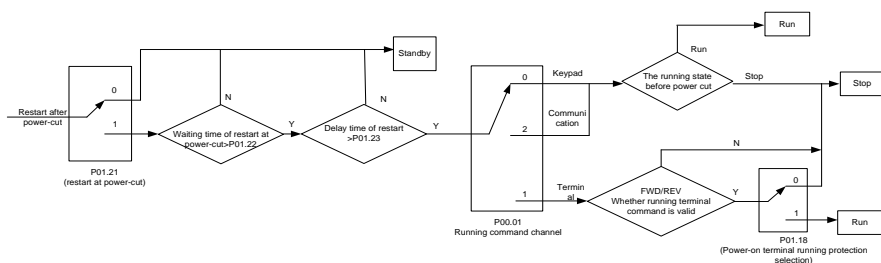 Run
Run
Standby
0
Keypad
The running state
before power cut
Stop
Stop
0
N
N
Communi
cation
Restart after
power-cut
1
Waiting time of restart at
power-cut>P01.22
Y
Delay time of restart
>P01.23
Y
2
N
P01.21
(restart at power-cut)
1
Termin
al
FWD/REV
Whether running terminal
command is valid
Y
0
1
Run
P00.01
Running command channel
P01.18
(Power-on terminal running protection
selection)